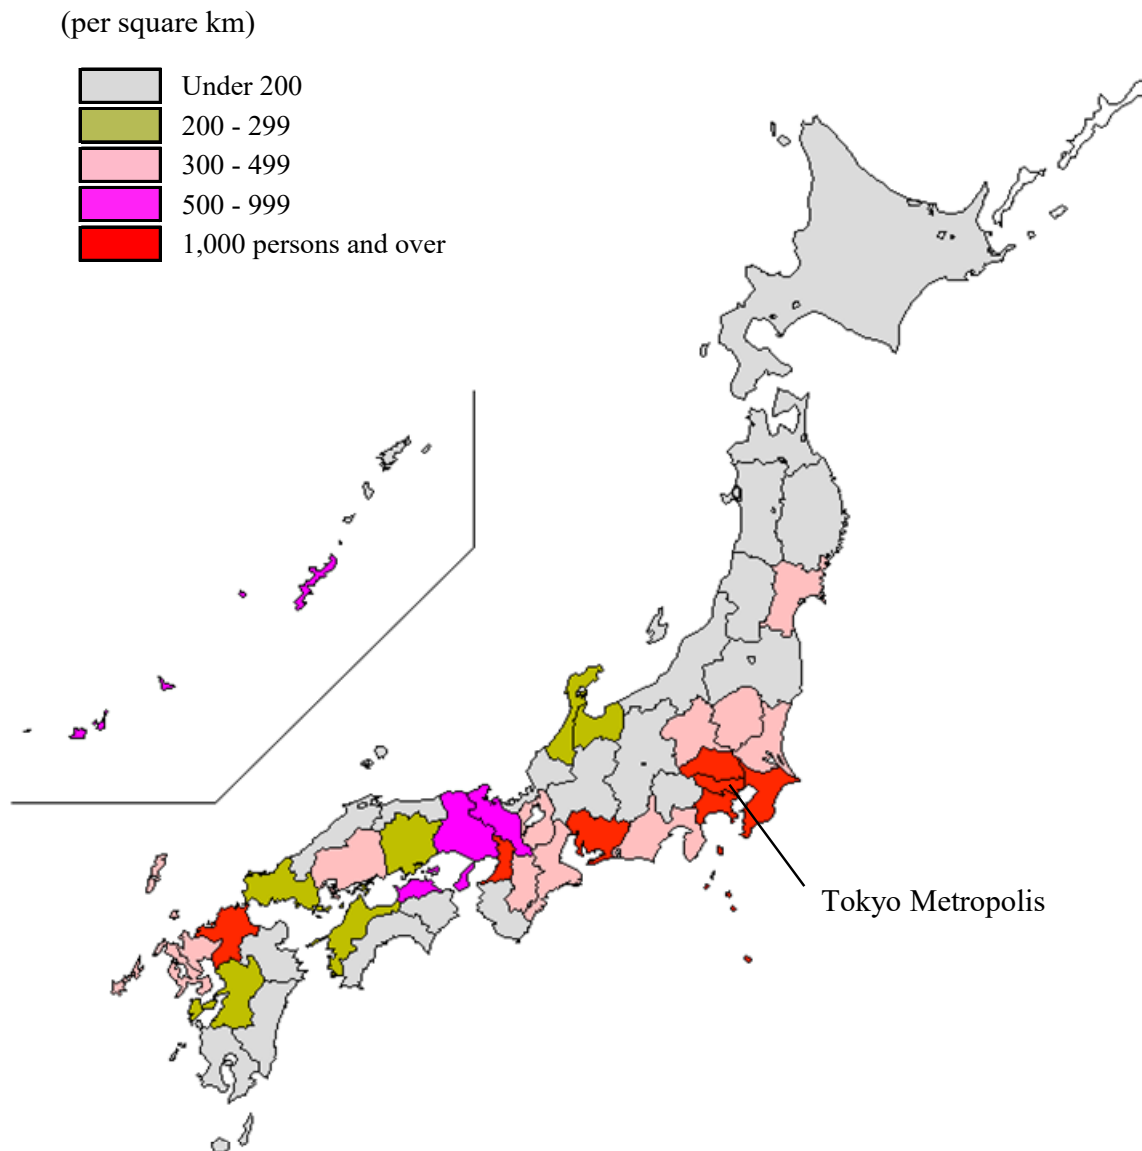 (per square km)
Under 200
200 - 299
300 - 499
500 - 999
1,000 persons and over
Tokyo Metropolis